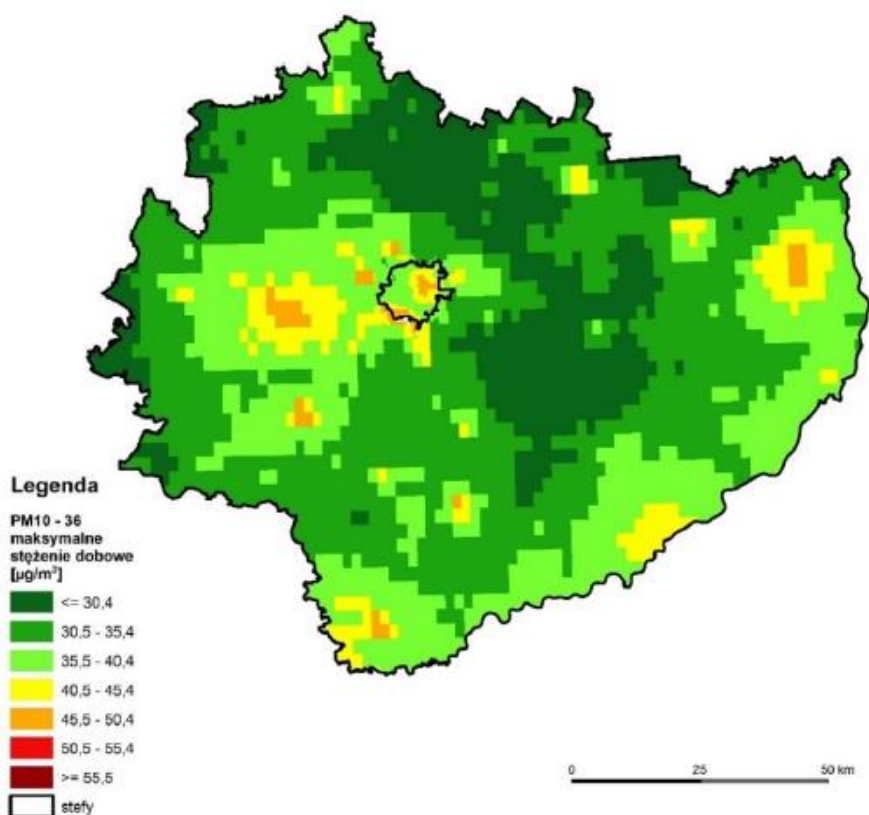 Legenda
PM10 - 36
maksymalne
stężenie dobowe
[µg/m³]
<= 30,4
30,5 - 35,4
35,5 - 40,4
40,5 - 45,4
45,5 - 50,4
50,5 - 55,4
>= 55,5
stefy
0 25 50 km